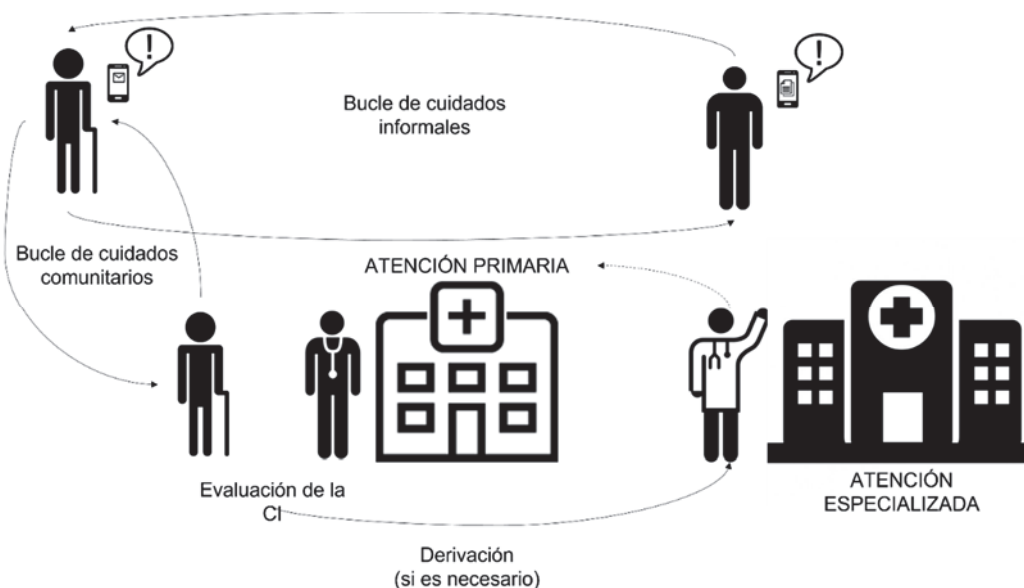 !
!
Bucle de cuidados
informales
Bucle de cuidados
comunitarios
ATENCIÓN PRIMARIA
Evaluación de la
CI
ATENCIÓN
ESPECIALIZADA
Derivación
(si es necesario)